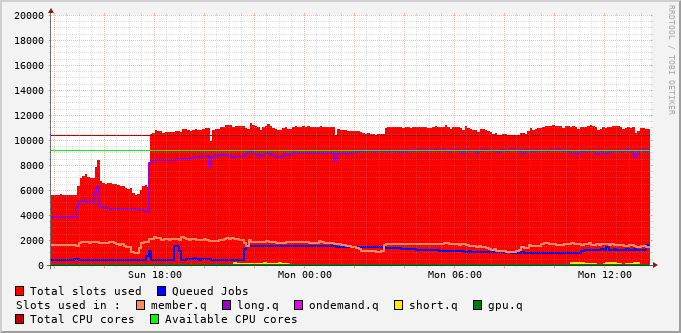 20000
18000
16000
14000
12000
10000
8000
6000
4000
2000
0
Sun 18:00 Mon 00:00 Mon 06:00 Mon 12:00
RRDTOOL / TOBI OETIKER
Total slots used Queued Jobs
Slots used in : member.q long.q ondemand.q short.q gpu.q
Total CPU cores Available CPU cores